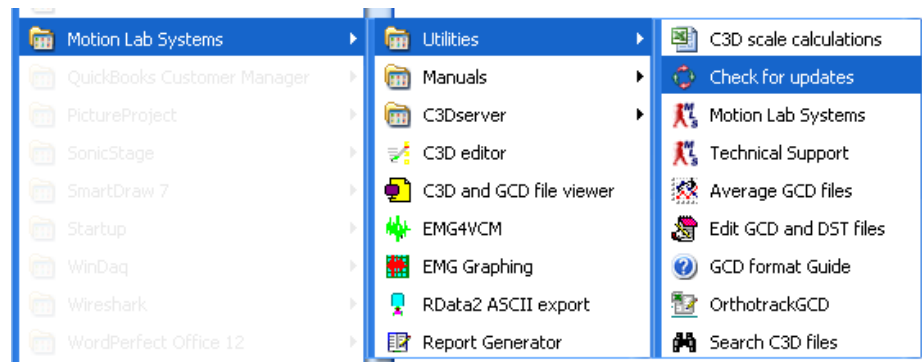 Motion Lab Systems
QuickBooks Customer Manager
PictureProject
SonicStage
SmartDraw 7
Startup
WinDaq
Wireshark
WordPerfect Office 12
Utilities
Manuals
C3Dserver
C3D editor
C3D and GCD file viewer
EMG4VCM
EMG Graphing
RData2 ASCII export
Report Generator
C3D scale calculations
Check for updates
Motion Lab Systems
Technical Support
Average GCD files
Edit GCD and DST files
GCD format Guide
OrthotrackGCD
Search C3D files